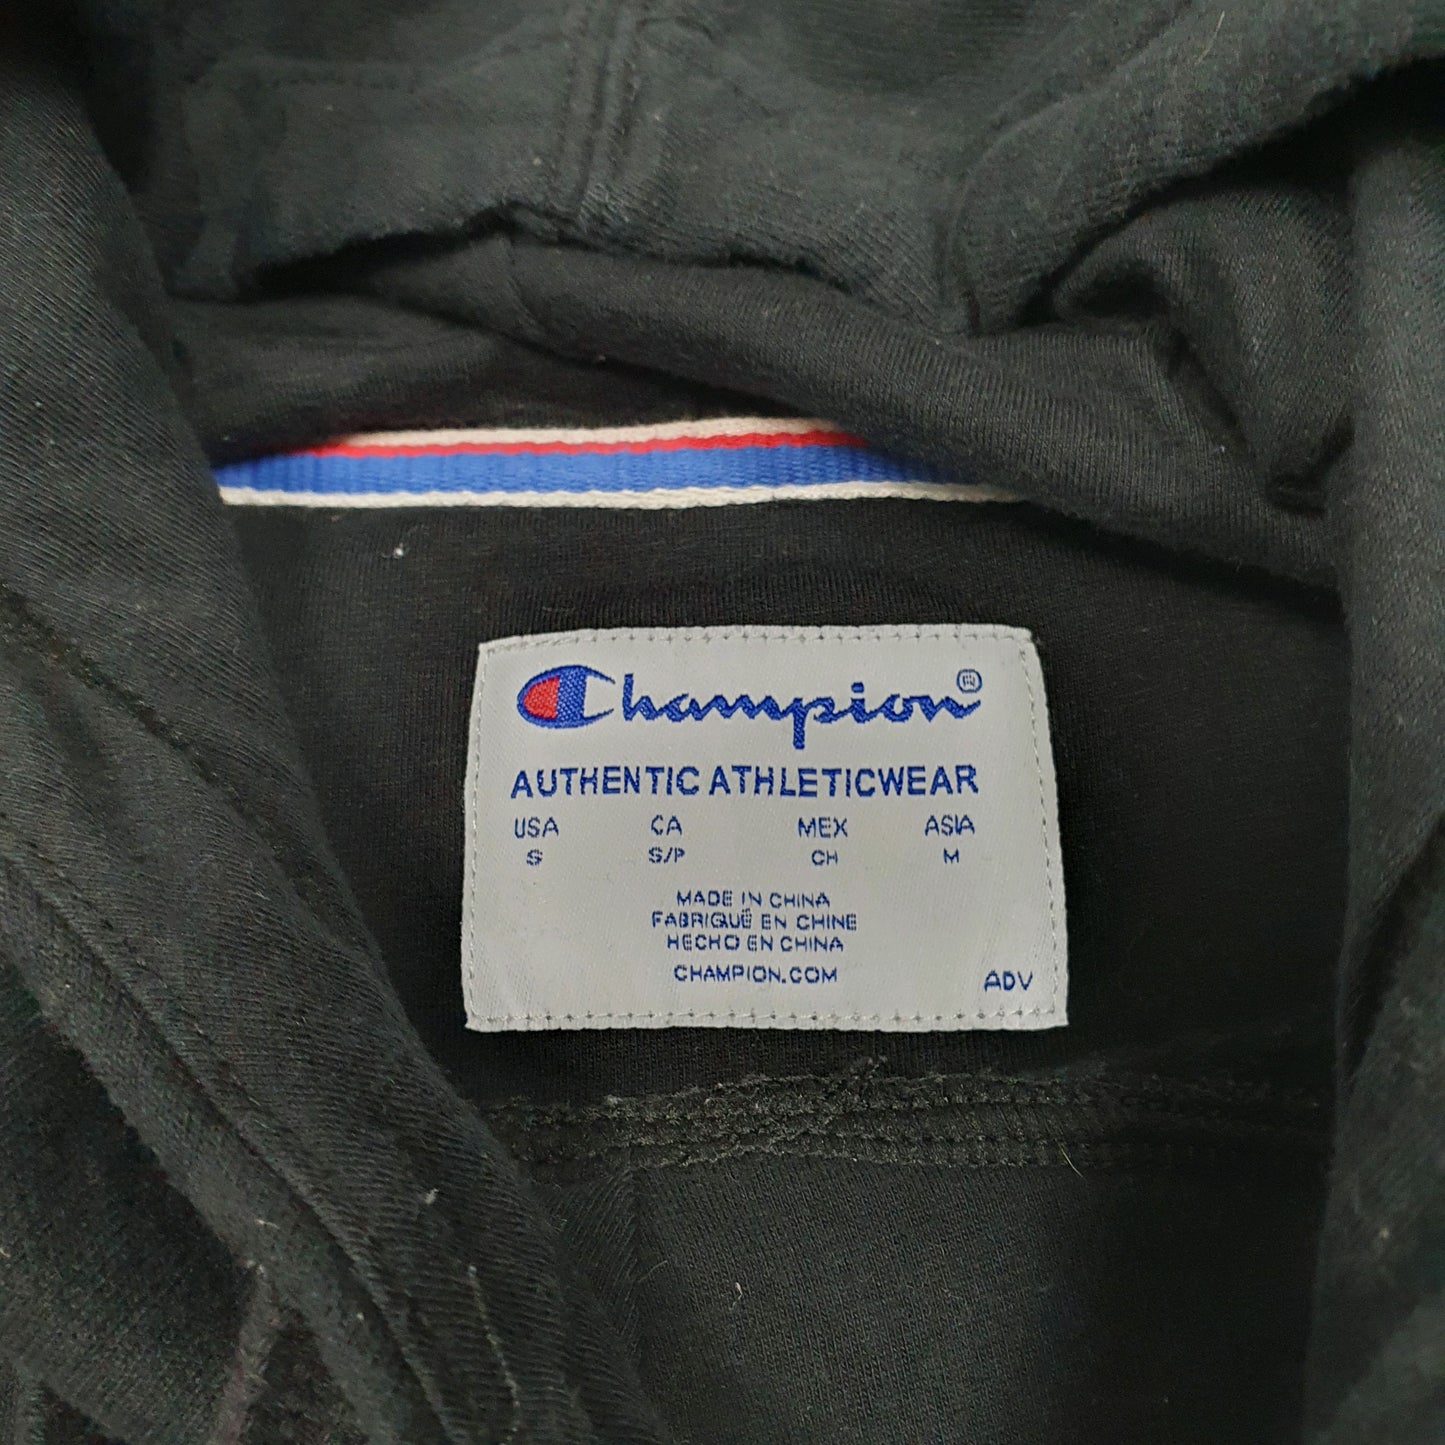 Champion®
AUTHENTIC ATHLETICWEAR
USA CA MEX ASIA
S S/P CH M
MADE IN CHINA
FABRIQUÉ EN CHINE
HECHO EN CHINA
CHAMPION.COM
ADV